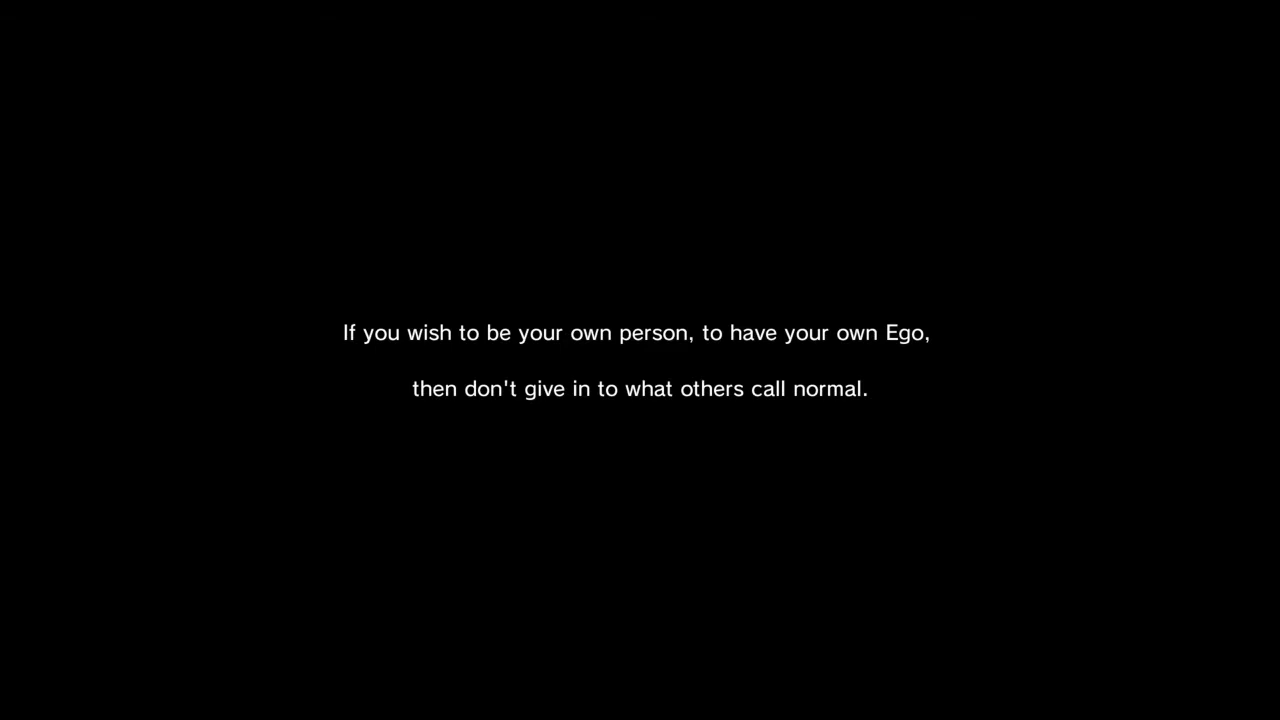 If you wish to be your own person, to have your own Ego,
then don't give in to what others call normal.